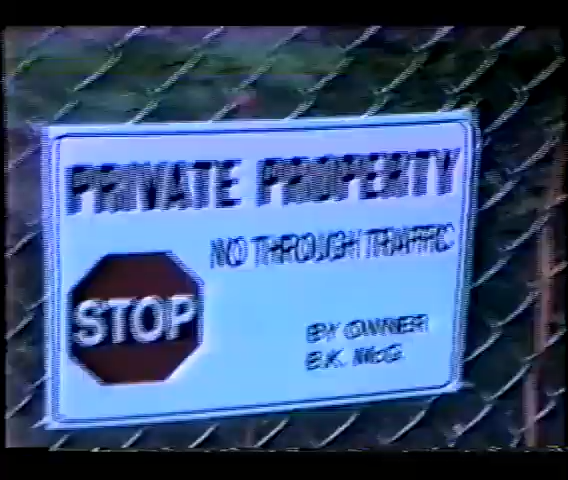 PRIVATE PROPERTY
NO THROUGH TRAFFIC
STOP
BY OWNER
B.K. McG.